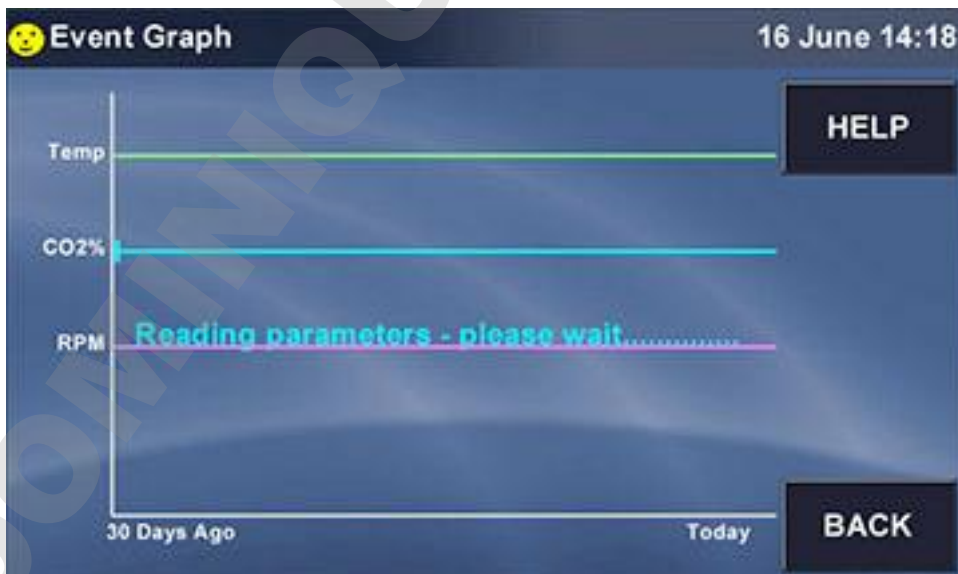 Event Graph
16 June 14:18
HELP
Temp
CO2%
RPM
Reading parameters - please wait...............
30 Days Ago
Today
BACK